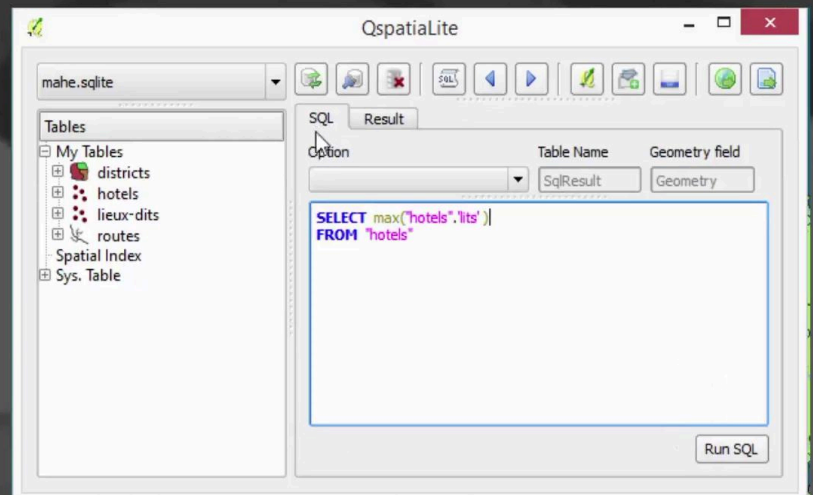 QspatiaLite
mahe.sqlite
SQL
SQL Result
Tables
My Tables
districts
hotels
lieux-dits
routes
Spatial Index
Sys. Table
Option Table Name Geometry field
SqlResult Geometry
SELECT max("hotels".'lits' )
FROM "hotels"
Run SQL